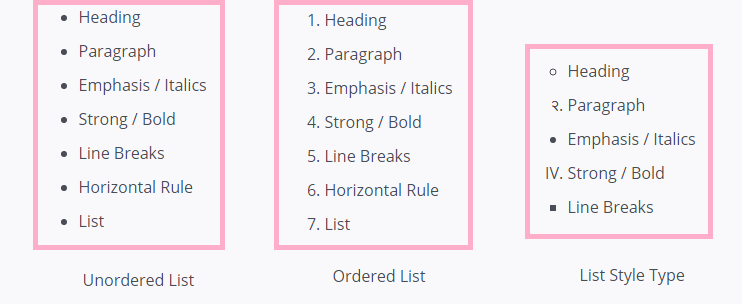 • Heading
• Paragraph
• Emphasis / Italics
• Strong / Bold
• Line Breaks
• Horizontal Rule
• List
Unordered List
1. Heading
2. Paragraph
3. Emphasis / Italics
4. Strong / Bold
5. Line Breaks
6. Horizontal Rule
7. List
Ordered List
◦ Heading
२. Paragraph
• Emphasis / Italics
IV. Strong / Bold
▪ Line Breaks
List Style Type